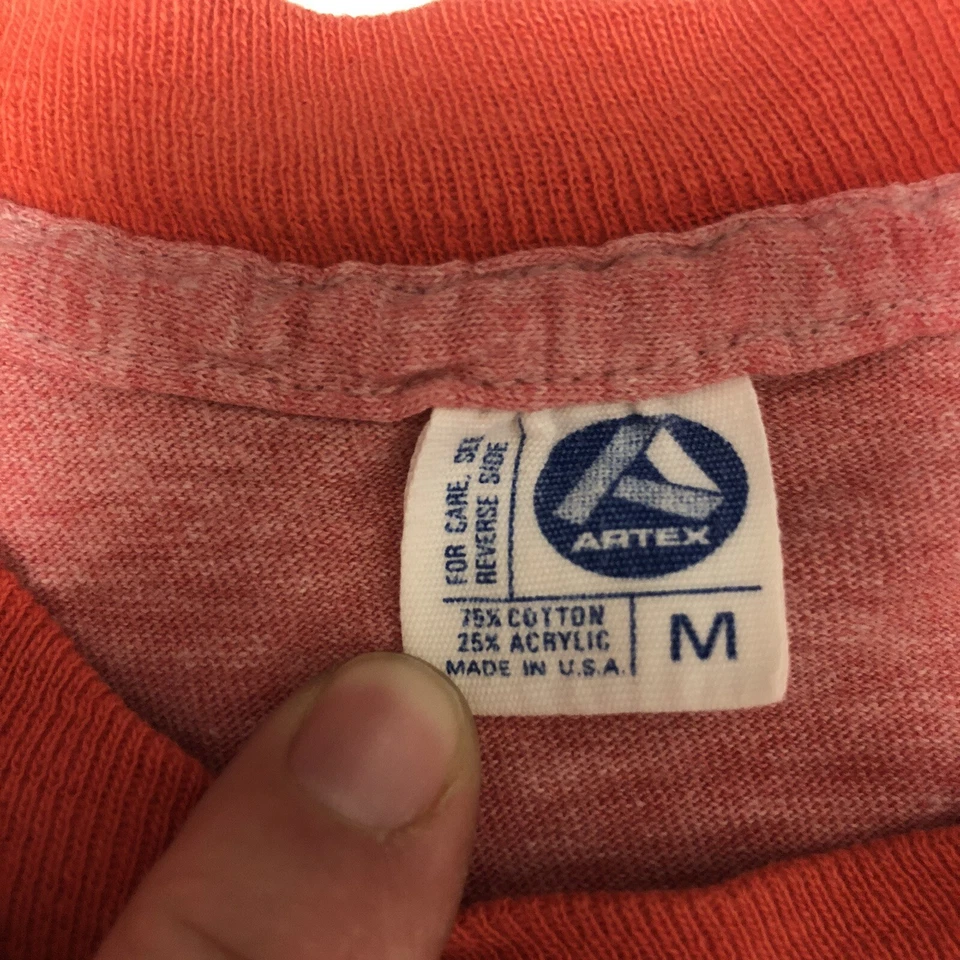 FOR CARE, SEE
REVERSE SIDE
ARTEX
75% COTTON
25% ACRYLIC
MADE IN U.S.A.
M